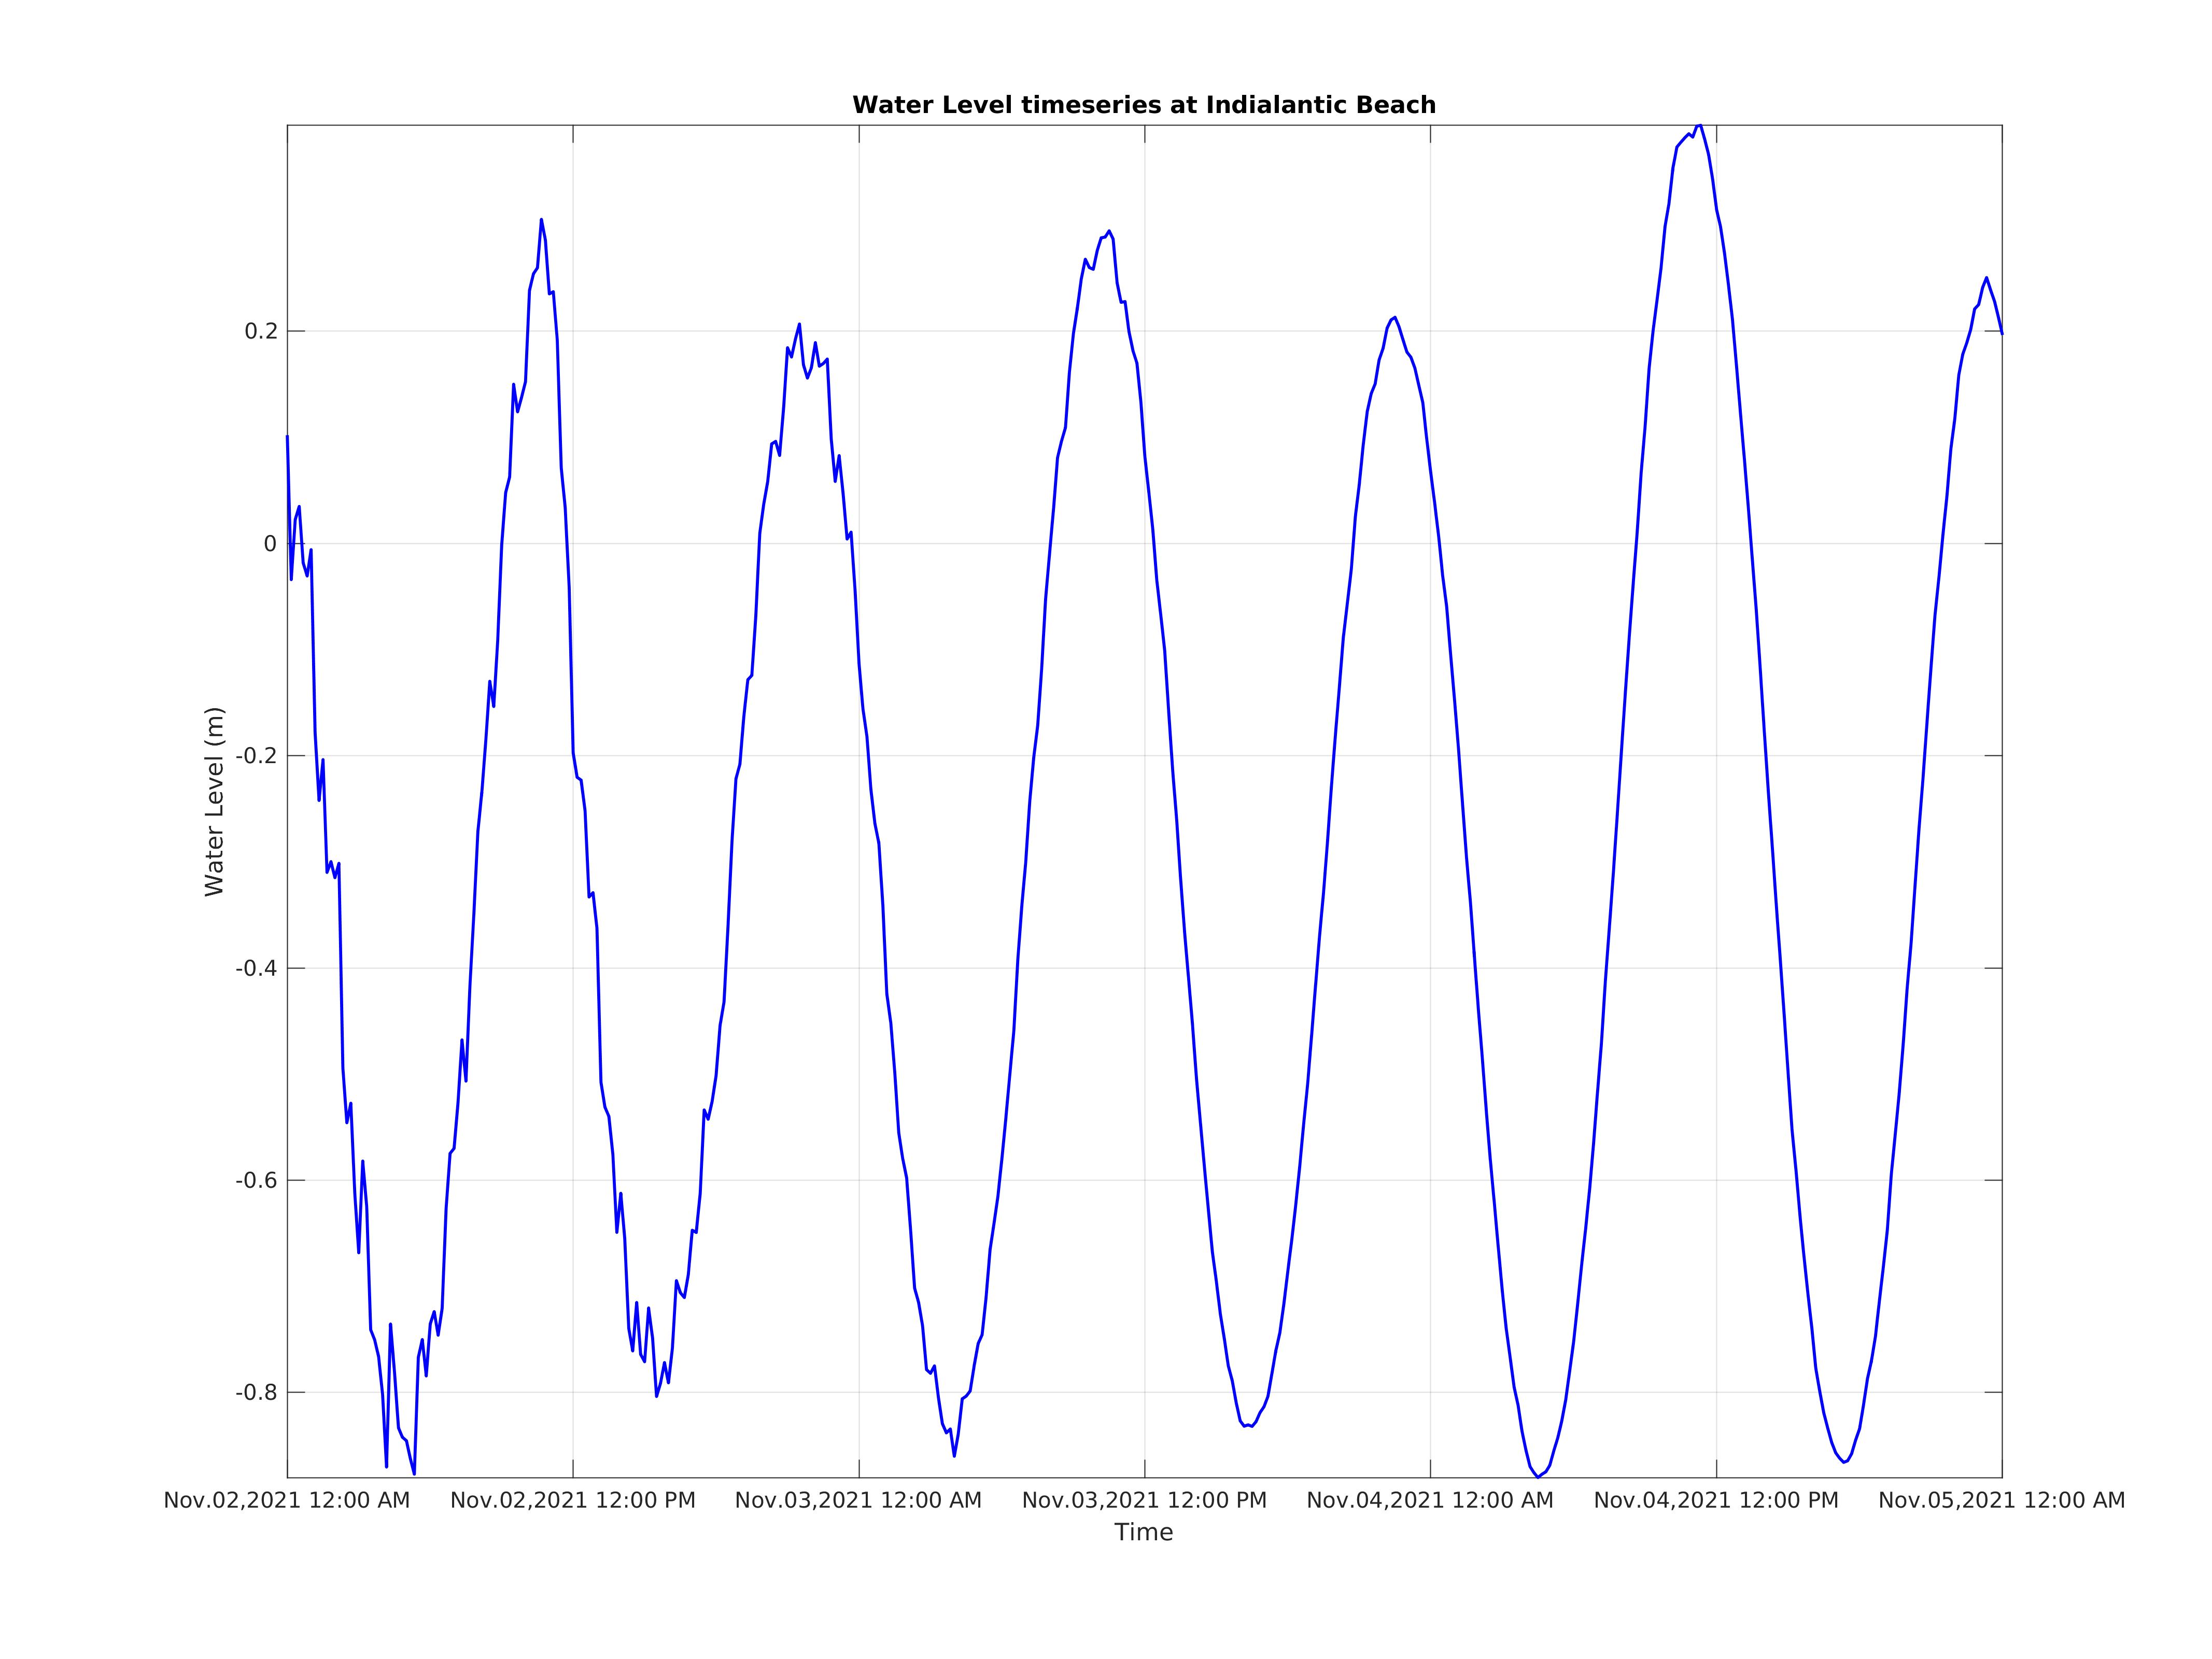 Water Level timeseries at Indialantic Beach
Water Level (m)
0.2
0
-0.2
-0.4
-0.6
-0.8
Nov.02,2021 12:00 AM
Nov.02,2021 12:00 PM
Nov.03,2021 12:00 AM
Nov.03,2021 12:00 PM
Nov.04,2021 12:00 AM
Nov.04,2021 12:00 PM
Nov.05,2021 12:00 AM
Time